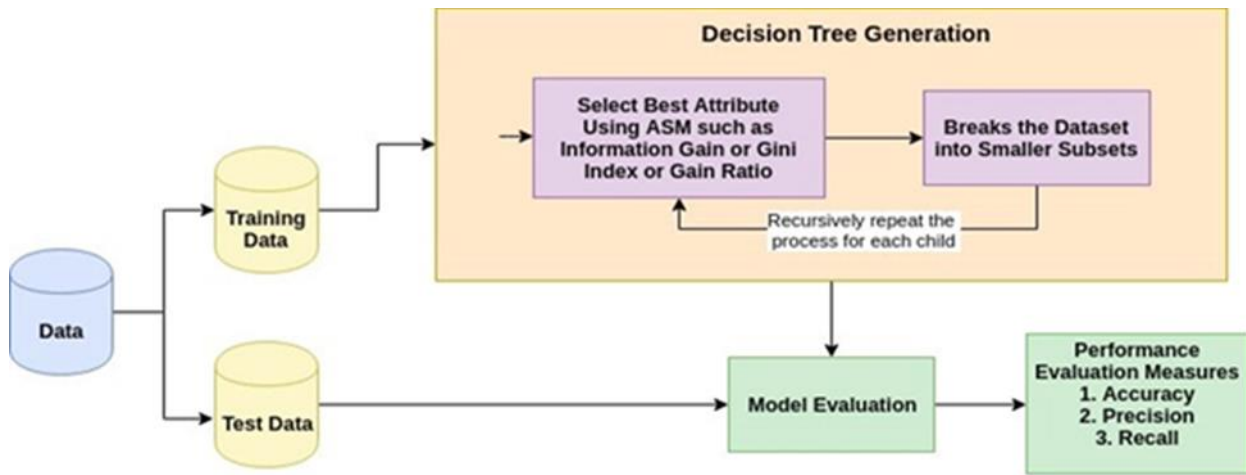 Decision Tree Generation
Select Best Attribute
Using ASM such as
Information Gain or Gini
Index or Gain Ratio
Breaks the Dataset
into Smaller Subsets
Recursively repeat the
process for each child
Training
Data
Data
Test Data
Model Evaluation
Performance
Evaluation Measures
1. Accuracy
2. Precision
3. Recall